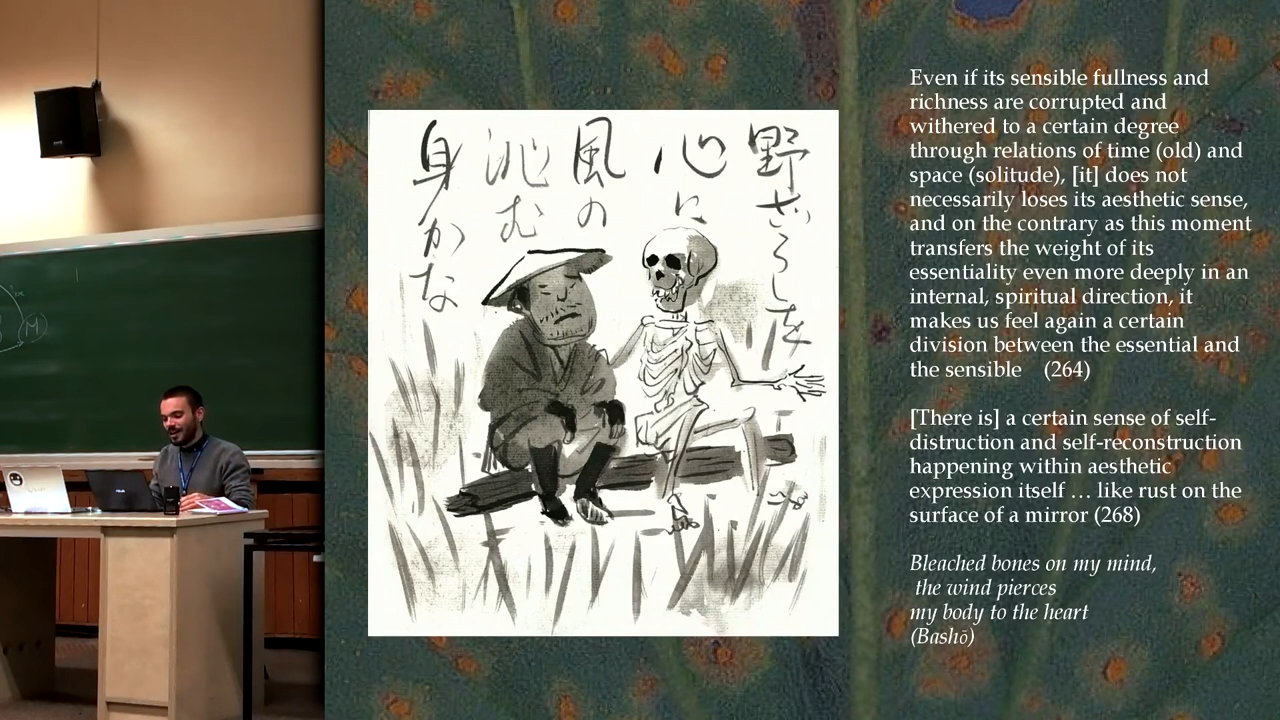 野ざらしを
心に
風の
沁む
身かな
Even if its sensible fullness and
richness are corrupted and
withered to a certain degree
through relations of time (old) and
space (solitude), [it] does not
necessarily loses its aesthetic sense,
and on the contrary as this moment
transfers the weight of its
essentiality even more deeply in an
internal, spiritual direction, it
makes us feel again a certain
division between the essential and
the sensible (264)
[There is] a certain sense of self-
distruction and self-reconstruction
happening within aesthetic
expression itself … like rust on the
surface of a mirror (268)
Bleached bones on my mind,
the wind pierces
my body to the heart
(Bashō)